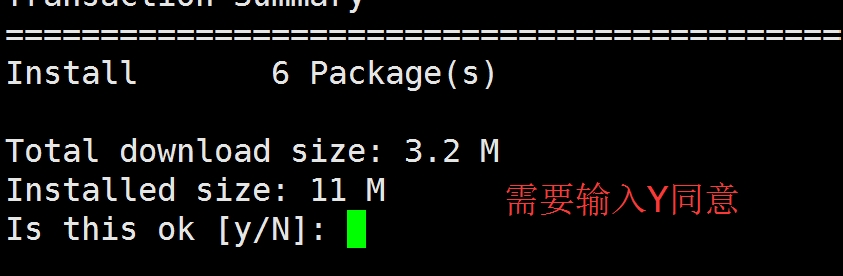 Transaction Summary
================================================
Install       6 Package(s)
Total download size: 3.2 M
Installed size: 11 M
需要输入Y同意
Is this ok [y/N]: